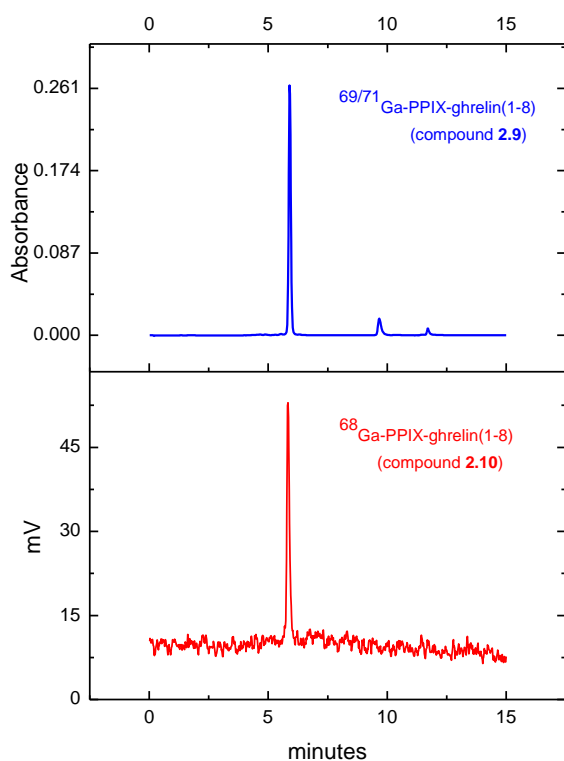 0 5 10 15
0.261
69/71Ga-PPIX-ghrelin(1-8)
(compound 2.9)
0.174
Absorbance
0.087
0.000
68Ga-PPIX-ghrelin(1-8)
45
(compound 2.10)
30
mV
15
0
0 5 10 15
minutes